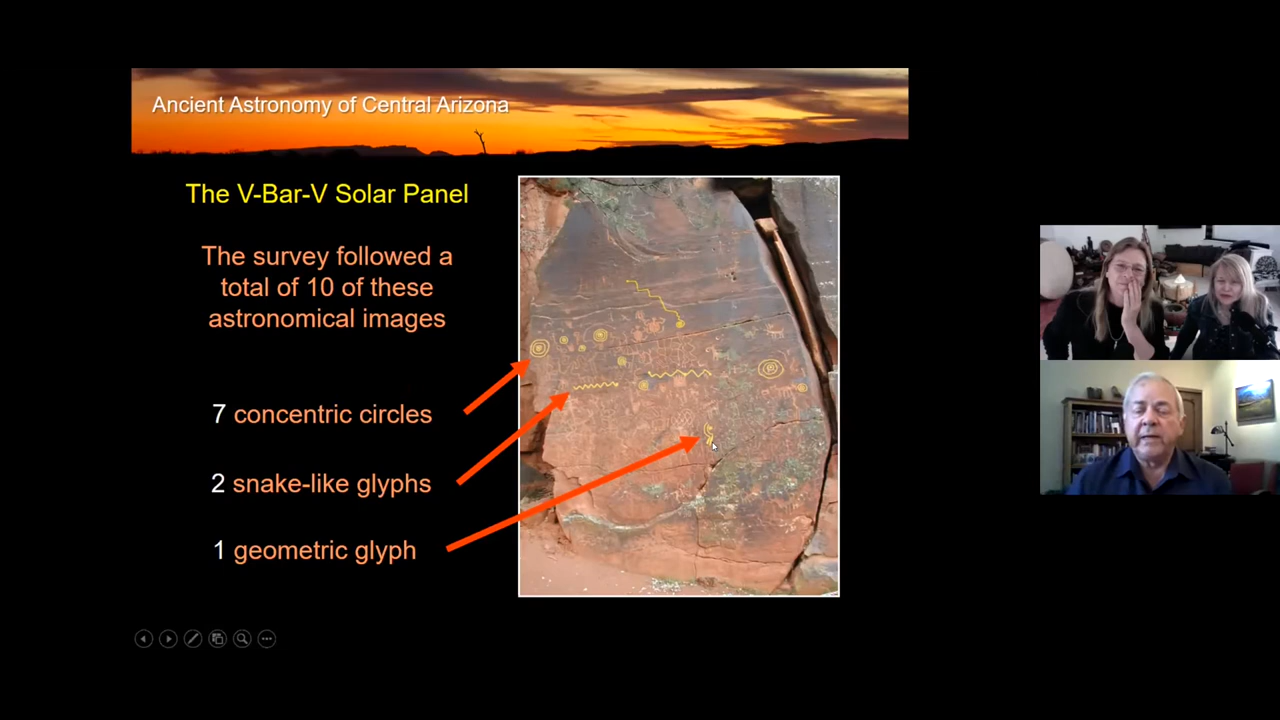 Ancient Astronomy of Central Arizona
The V-Bar-V Solar Panel
The survey followed a
total of 10 of these
astronomical images
7 concentric circles
2 snake-like glyphs
1 geometric glyph